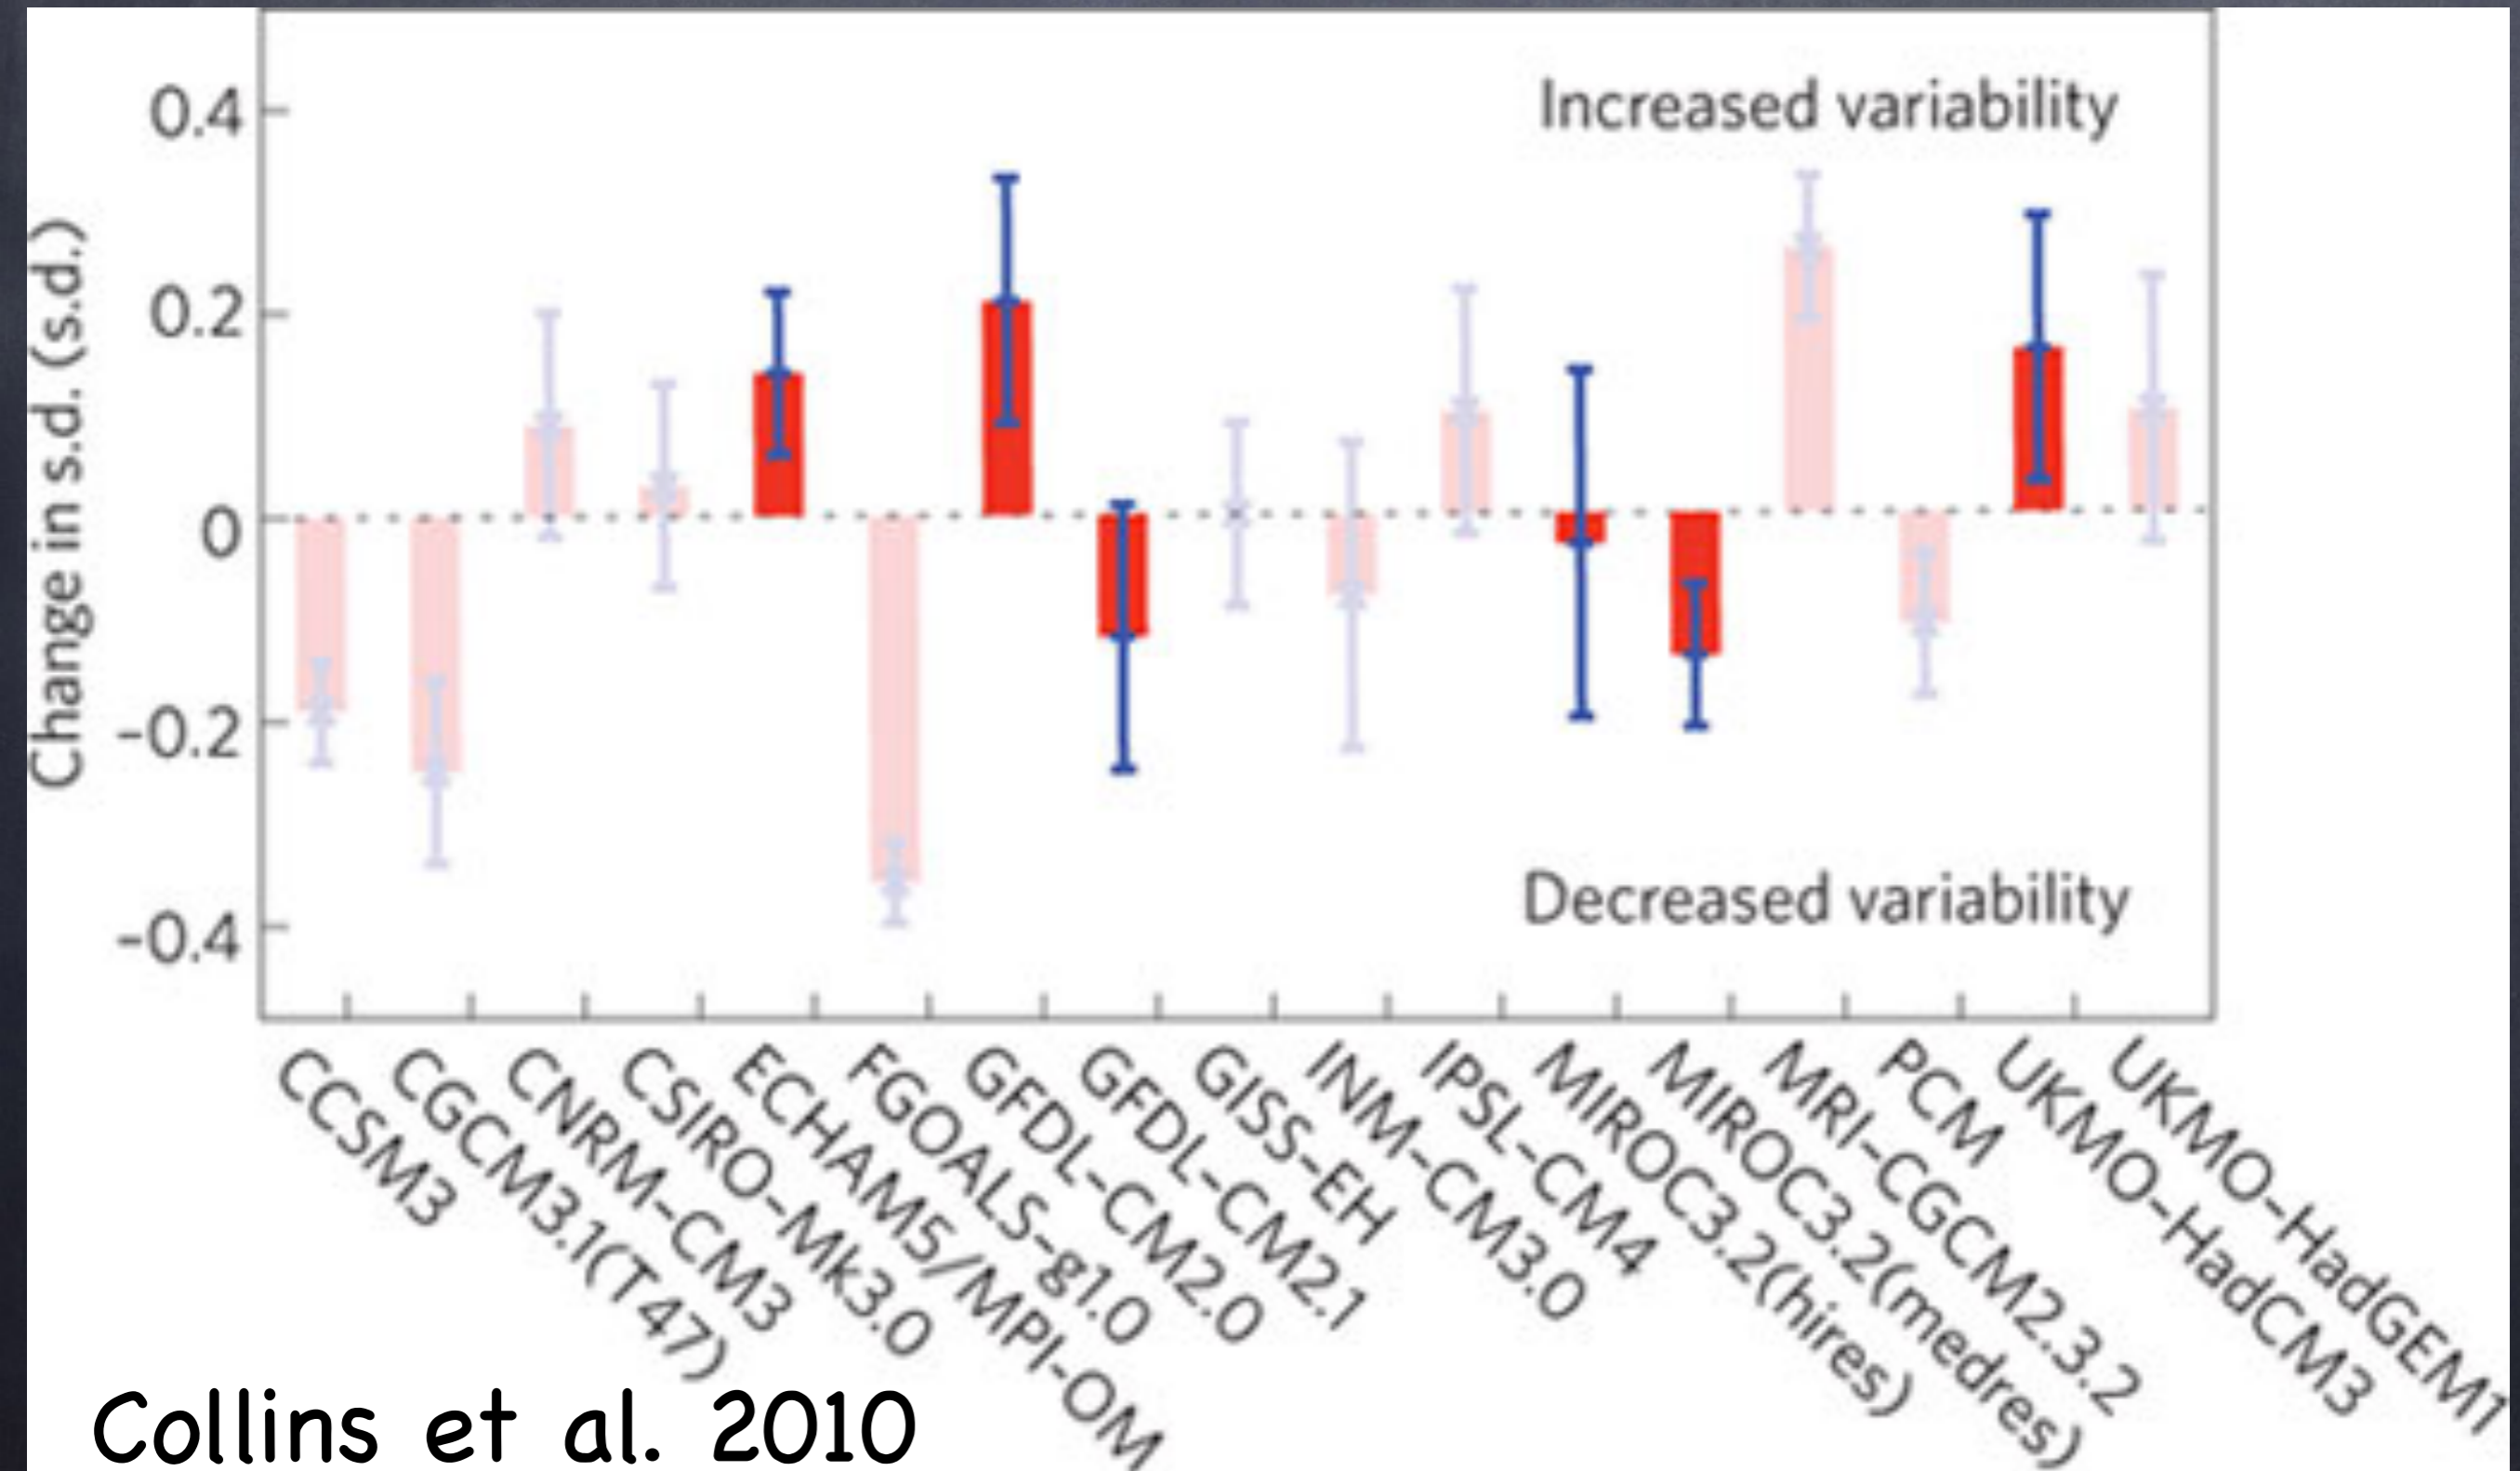 Change in s.d. (s.d.)
0.4
0.2
0
-0.2
-0.4
Increased variability
Decreased variability
CCSM3
CGCM3.1(T47)
CNRM-CM3
CSIRO-Mk3.0
ECHAM5/MPI-OM
FGOALS-g1.0
GFDL-CM2.0
GFDL-CM2.1
GISS-EH
INM-CM3.0
IPSL-CM4
MIROC3.2(hires)
MIROC3.2(medres)
MRI-CGCM2.3.2
PCM
UKMO-HadCM3
UKMO-HadGEM1
Collins et al. 2010